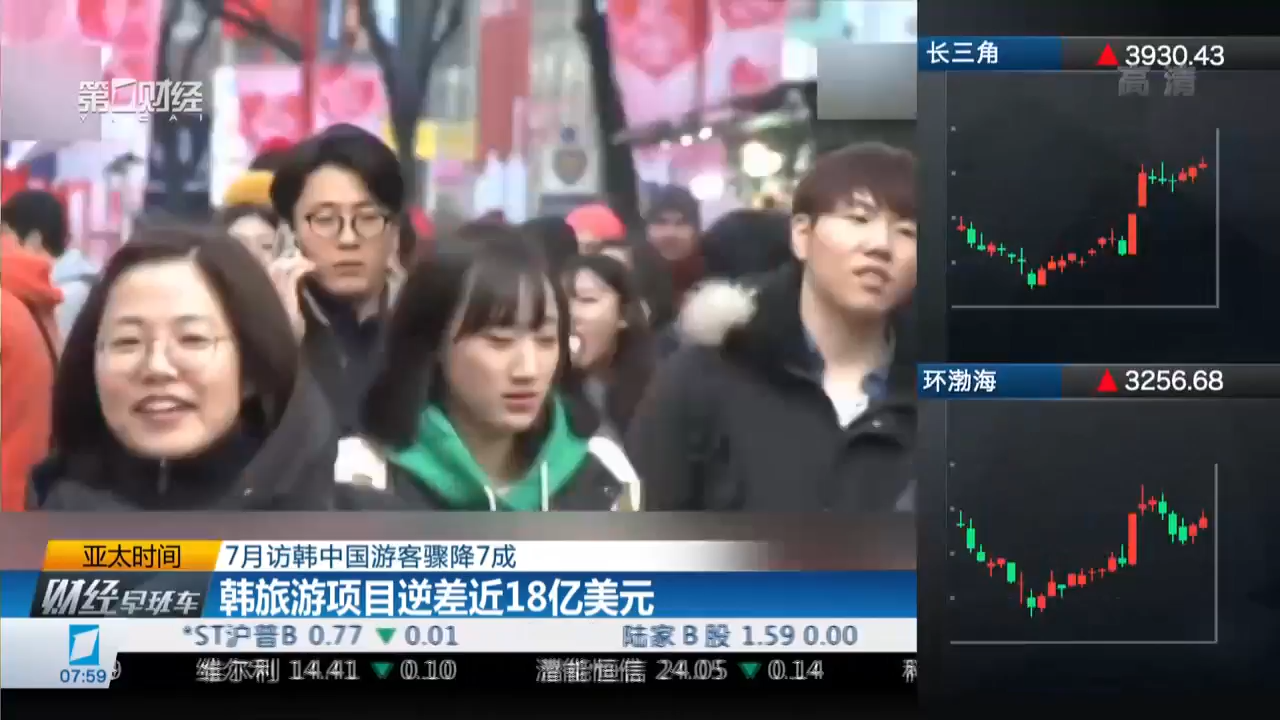 第一财经
YICAI
长三角 ▲ 3930.43
高清
环渤海 ▲ 3256.68
亚太时间 7月访韩中国游客骤降7成
财经早班车 韩旅游项目逆差近18亿美元
*ST沪普B 0.77 ▼ 0.01 陆家B股 1.59 0.00
07:59
维尔利 14.41 ▼ 0.10 潜能恒信 24.05 ▼ 0.14